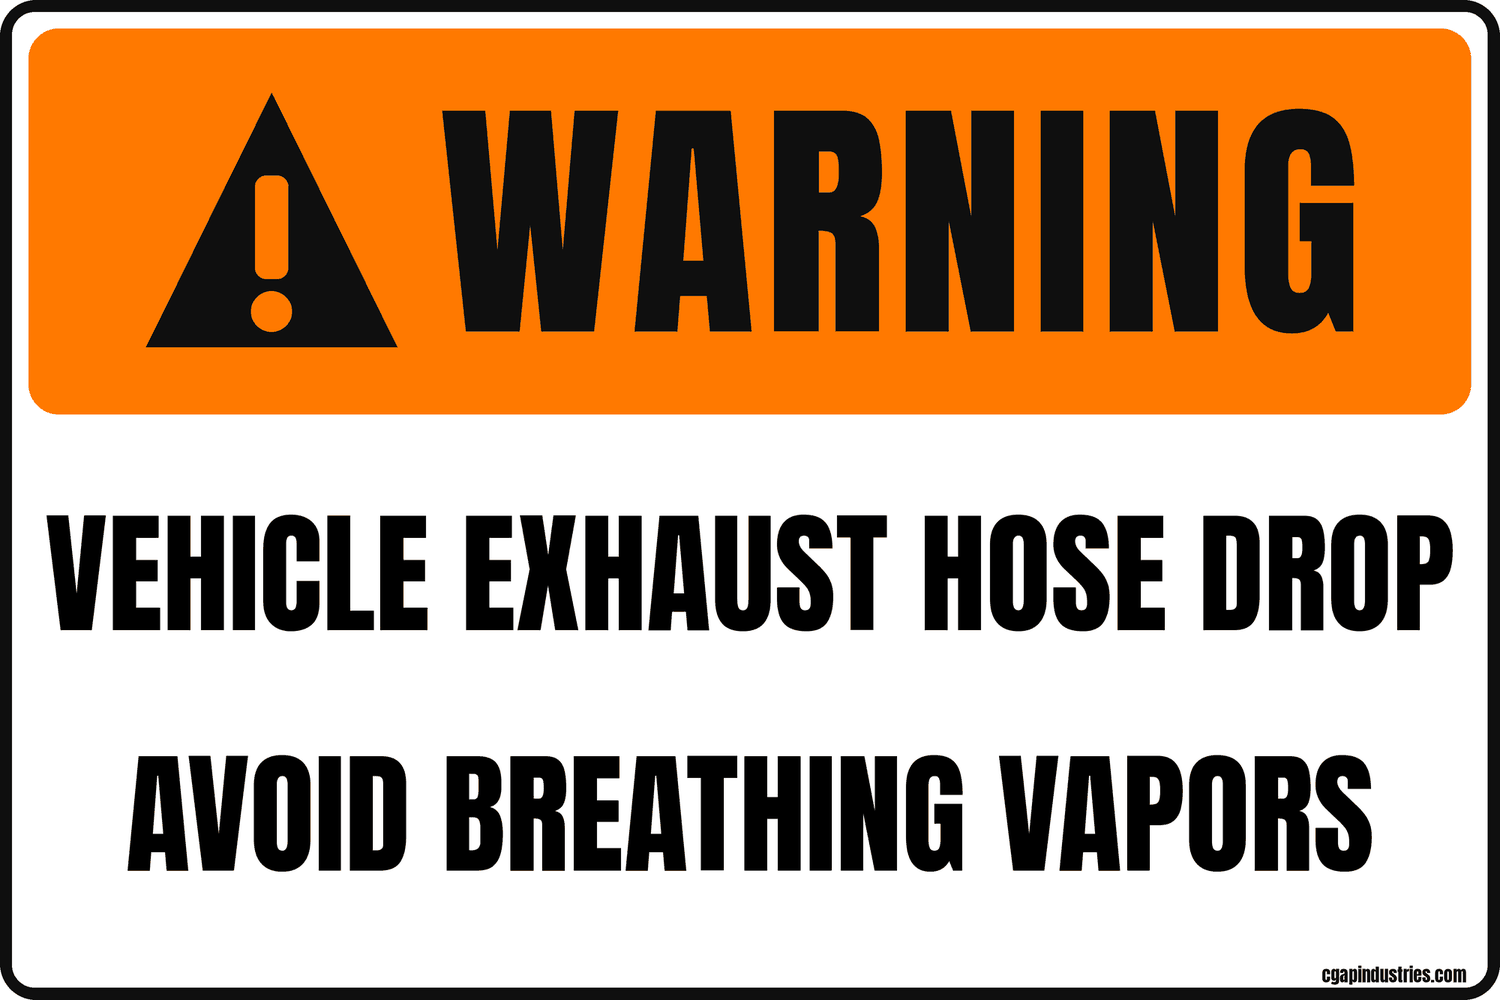 WARNING
VEHICLE EXHAUST HOSE DROP
AVOID BREATHING VAPORS
cgapindustries.com